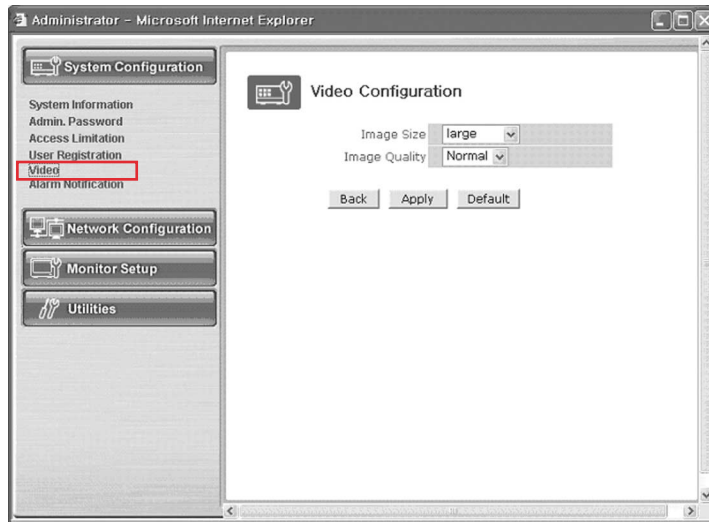 Administrator - Microsoft Internet Explorer
System Configuration
System Information
Admin. Password
Access Limitation
User Registration
Video
Alarm Notification
Network Configuration
Monitor Setup
Utilities
Video Configuration
Image Size large
Image Quality Normal
Back Apply Default